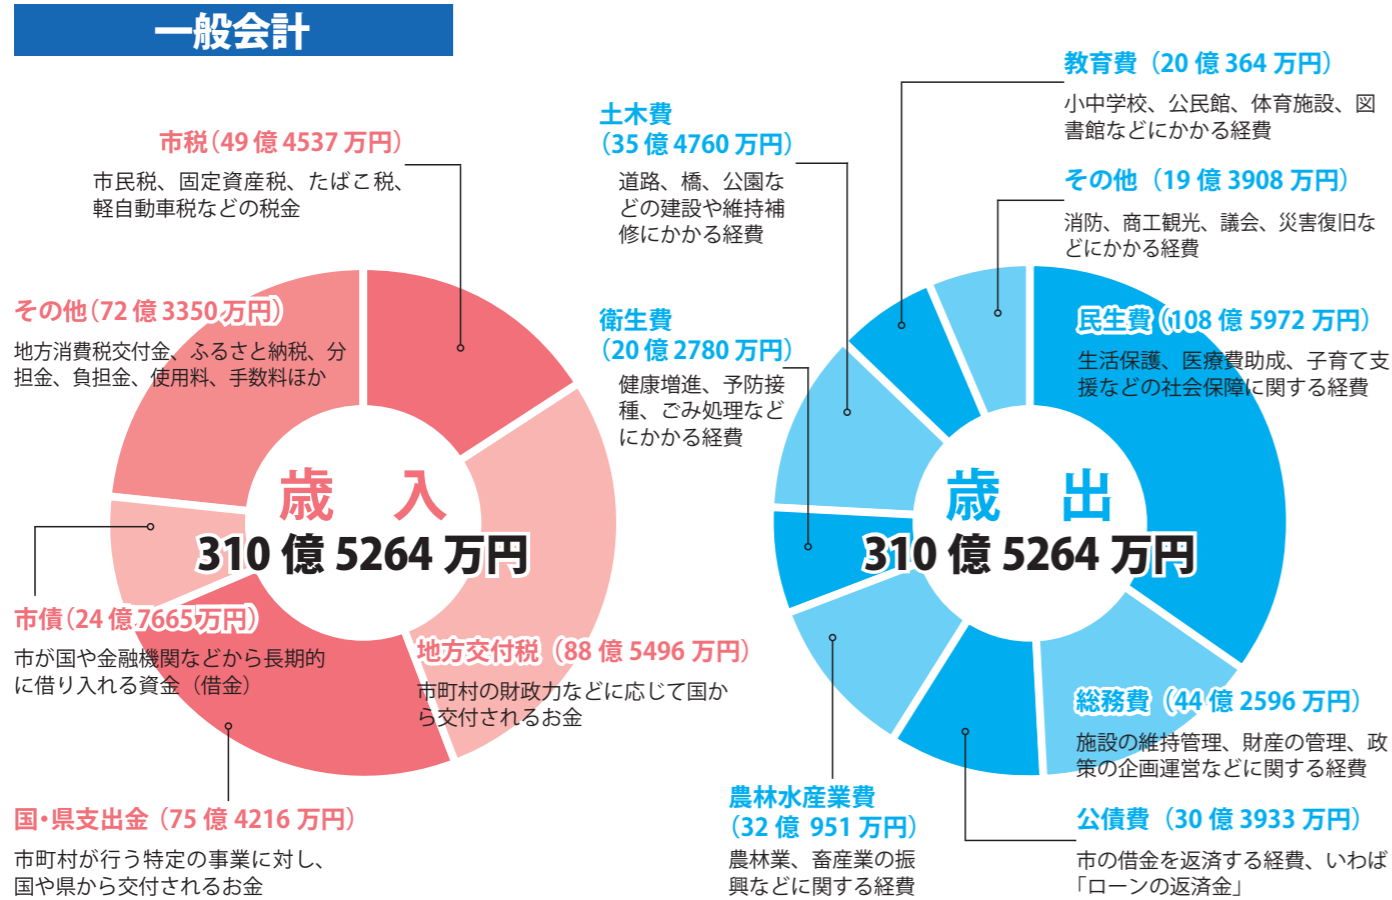 一般会計
市税（49 億 4537 万円）
市民税、固定資産税、たばこ税、
軽自動車税などの税金
その他（72 億 3350 万円）
地方消費税交付金、ふるさと納税、分
担金、負担金、使用料、手数料ほか
歳 入
310 億 5264 万円
市債（24 億 7665 万円）
市が国や金融機関などから長期的
に借り入れる資金（借金）
地方交付税（88 億 5496 万円）
市町村の財政力などに応じて国か
ら交付されるお金
国・県支出金（75 億 4216 万円）
市町村が行う特定の事業に対し、
国や県から交付されるお金
土木費
（35 億 4760 万円）
道路、橋、公園な
どの建設や維持補
修にかかる経費
衛生費
（20 億 2780 万円）
健康増進、予防接
種、ごみ処理など
にかかる経費
教育費（20 億 364 万円）
小中学校、公民館、体育施設、図
書館などにかかる経費
その他（19 億 3908 万円）
消防、商工観光、議会、災害復旧な
どにかかる経費
民生費（108 億 5972 万円）
生活保護、医療費助成、子育て支
援などの社会保障に関する経費
歳 出
310 億 5264 万円
総務費（44 億 2596 万円）
施設の維持管理、財産の管理、政
策の企画運営などに関する経費
農林水産業費
（32 億 951 万円）
農林業、畜産業の振
興などに関する経費
公債費（30 億 3933 万円）
市の借金を返済する経費、いわば
「ローンの返済金」